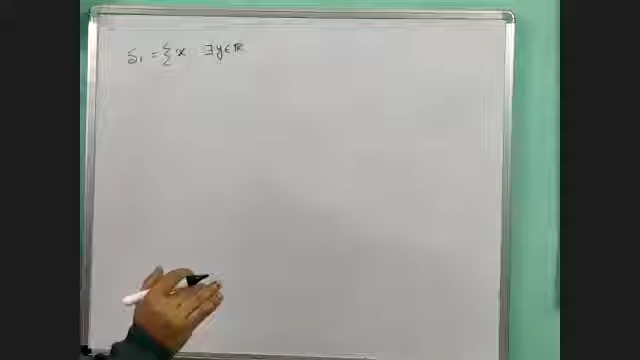 S₁ = { x ∃ y ∈ ℝ